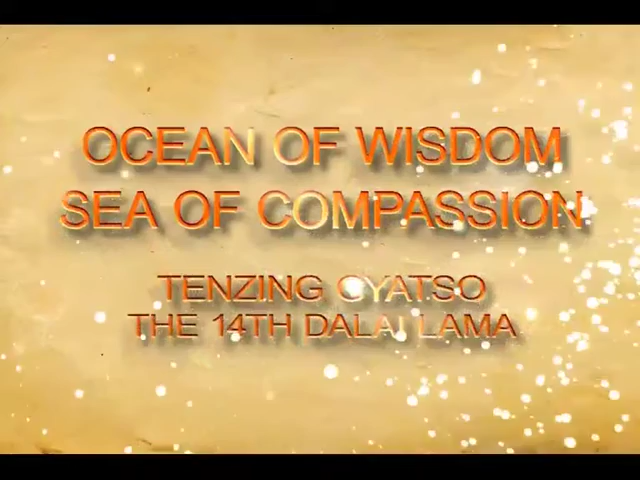 OCEAN OF WISDOM
SEA OF COMPASSION
TENZING GYATSO
THE 14TH DALAI LAMA